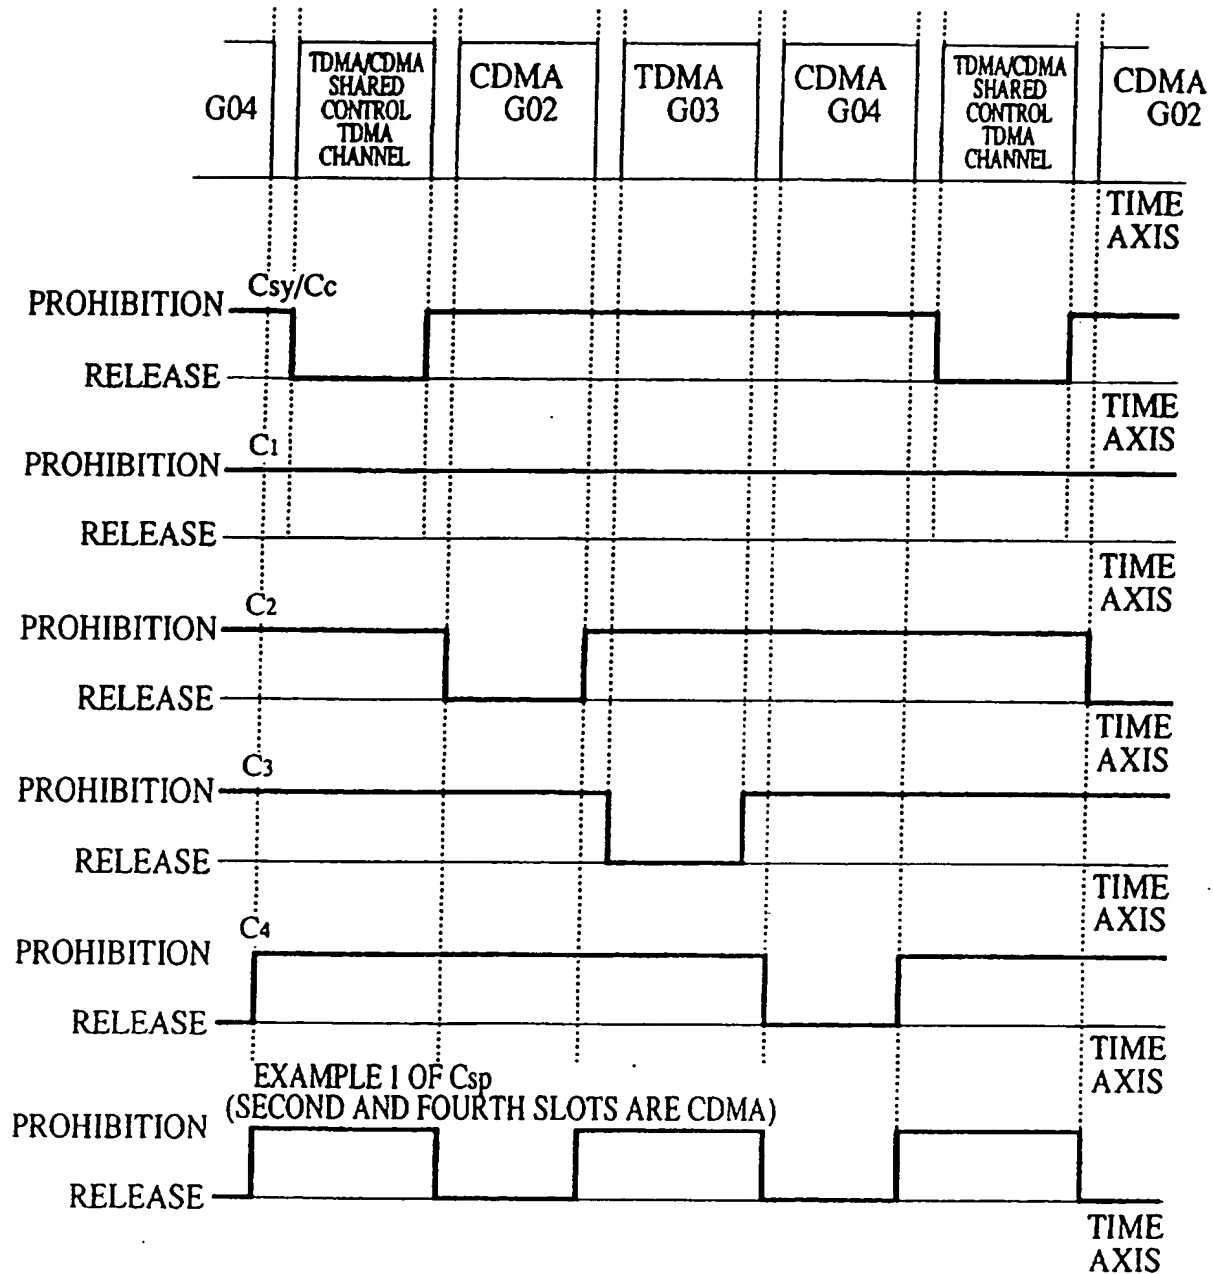 G04
TDMA/CDMA
SHARED
CONTROL
TDMA
CHANNEL
CDMA
G02
TDMA
G03
CDMA
G04
TDMA/CDMA
SHARED
CONTROL
TDMA
CHANNEL
CDMA
G02
TIME
AXIS
Csy/Cc
PROHIBITION
RELEASE
TIME
AXIS
C1
PROHIBITION
RELEASE
TIME
AXIS
C2
PROHIBITION
RELEASE
TIME
AXIS
C3
PROHIBITION
RELEASE
TIME
AXIS
C4
PROHIBITION
RELEASE
TIME
AXIS
EXAMPLE 1 OF Csp
(SECOND AND FOURTH SLOTS ARE CDMA)
PROHIBITION
RELEASE
TIME
AXIS